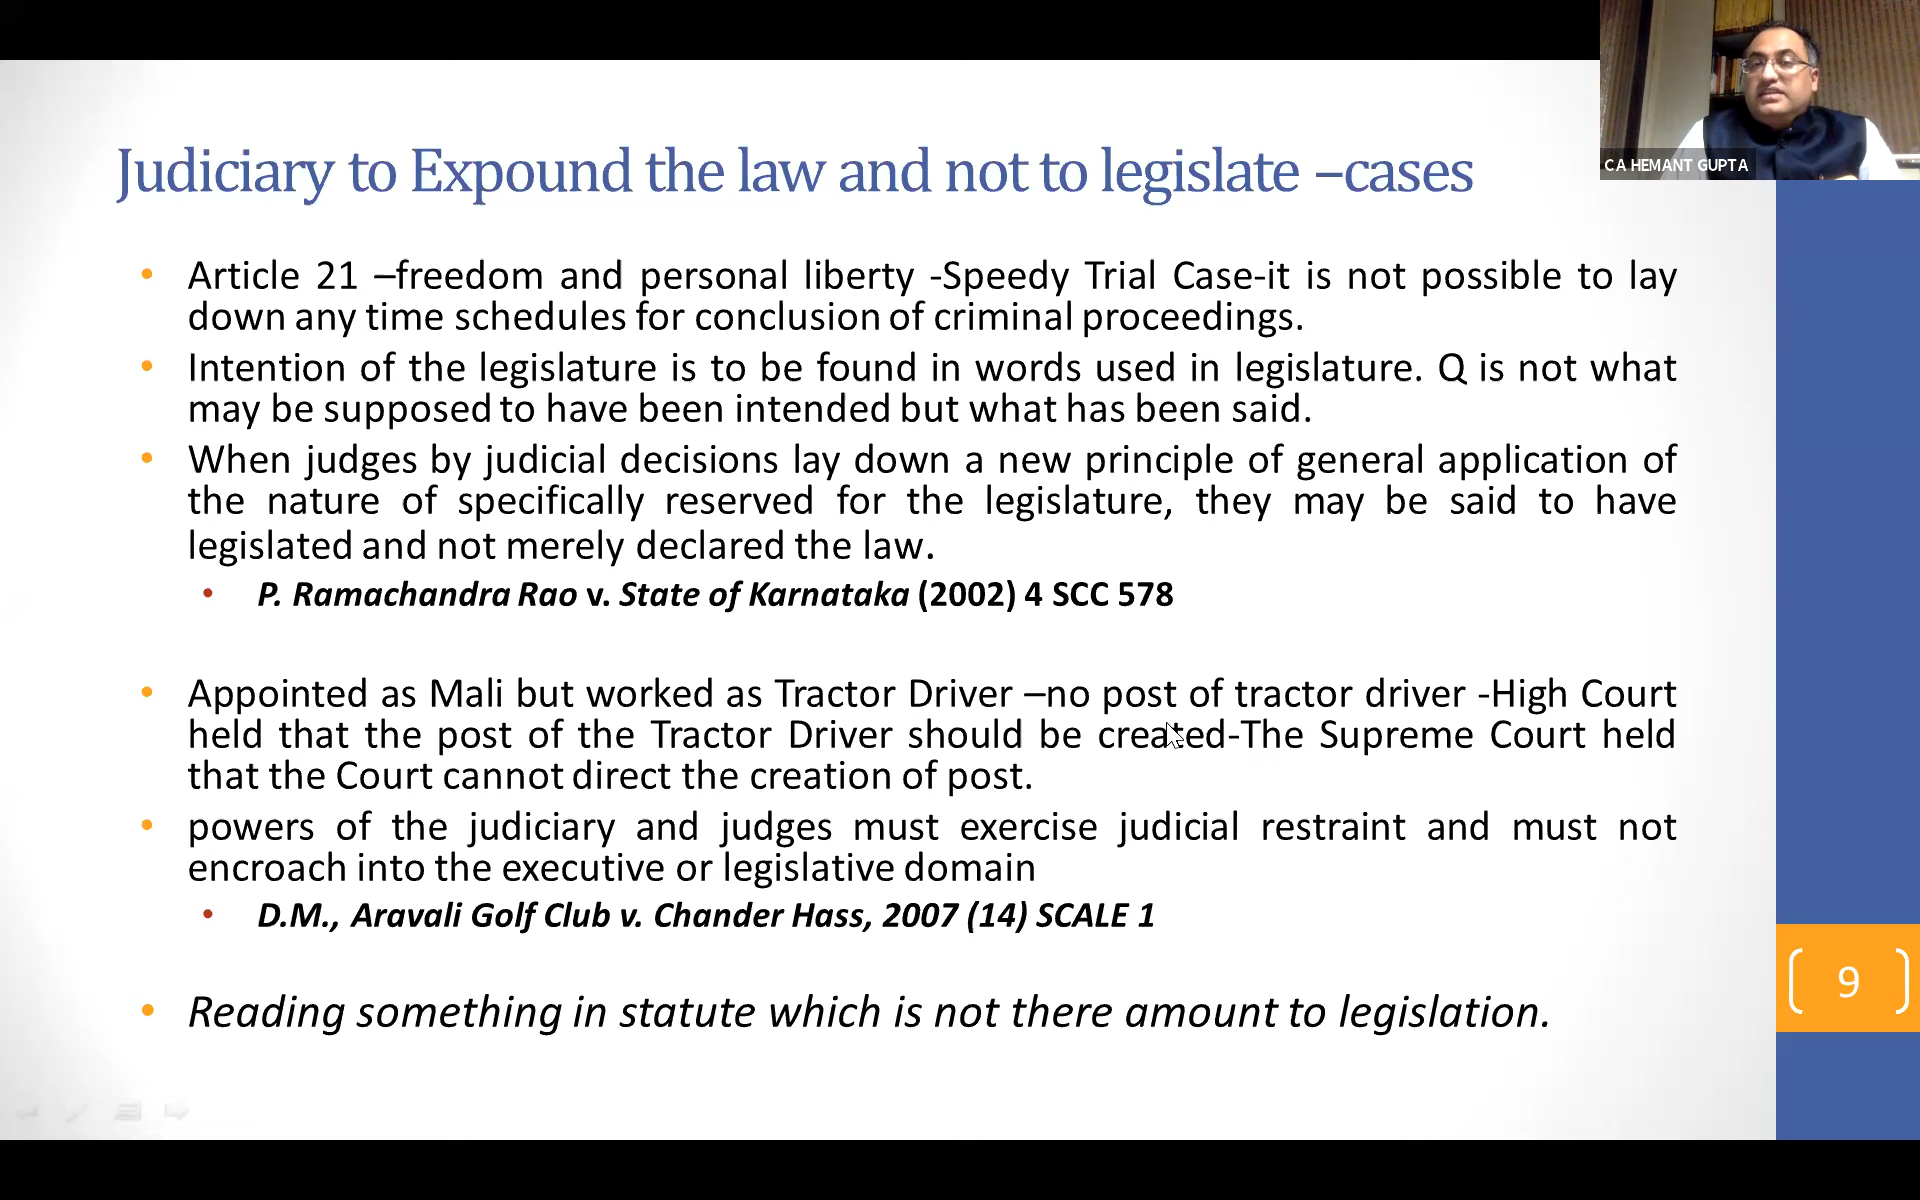 CA HEMANT GUPTA
Judiciary to Expound the law and not to legislate –cases
• Article 21 –freedom and personal liberty -Speedy Trial Case-it is not possible to lay
down any time schedules for conclusion of criminal proceedings.
• Intention of the legislature is to be found in words used in legislature. Q is not what
may be supposed to have been intended but what has been said.
• When judges by judicial decisions lay down a new principle of general application of
the nature of specifically reserved for the legislature, they may be said to have
legislated and not merely declared the law.
• P. Ramachandra Rao v. State of Karnataka (2002) 4 SCC 578
• Appointed as Mali but worked as Tractor Driver –no post of tractor driver -High Court
held that the post of the Tractor Driver should be created-The Supreme Court held
that the Court cannot direct the creation of post.
• powers of the judiciary and judges must exercise judicial restraint and must not
encroach into the executive or legislative domain
• D.M., Aravali Golf Club v. Chander Hass, 2007 (14) SCALE 1
• Reading something in statute which is not there amount to legislation.
9